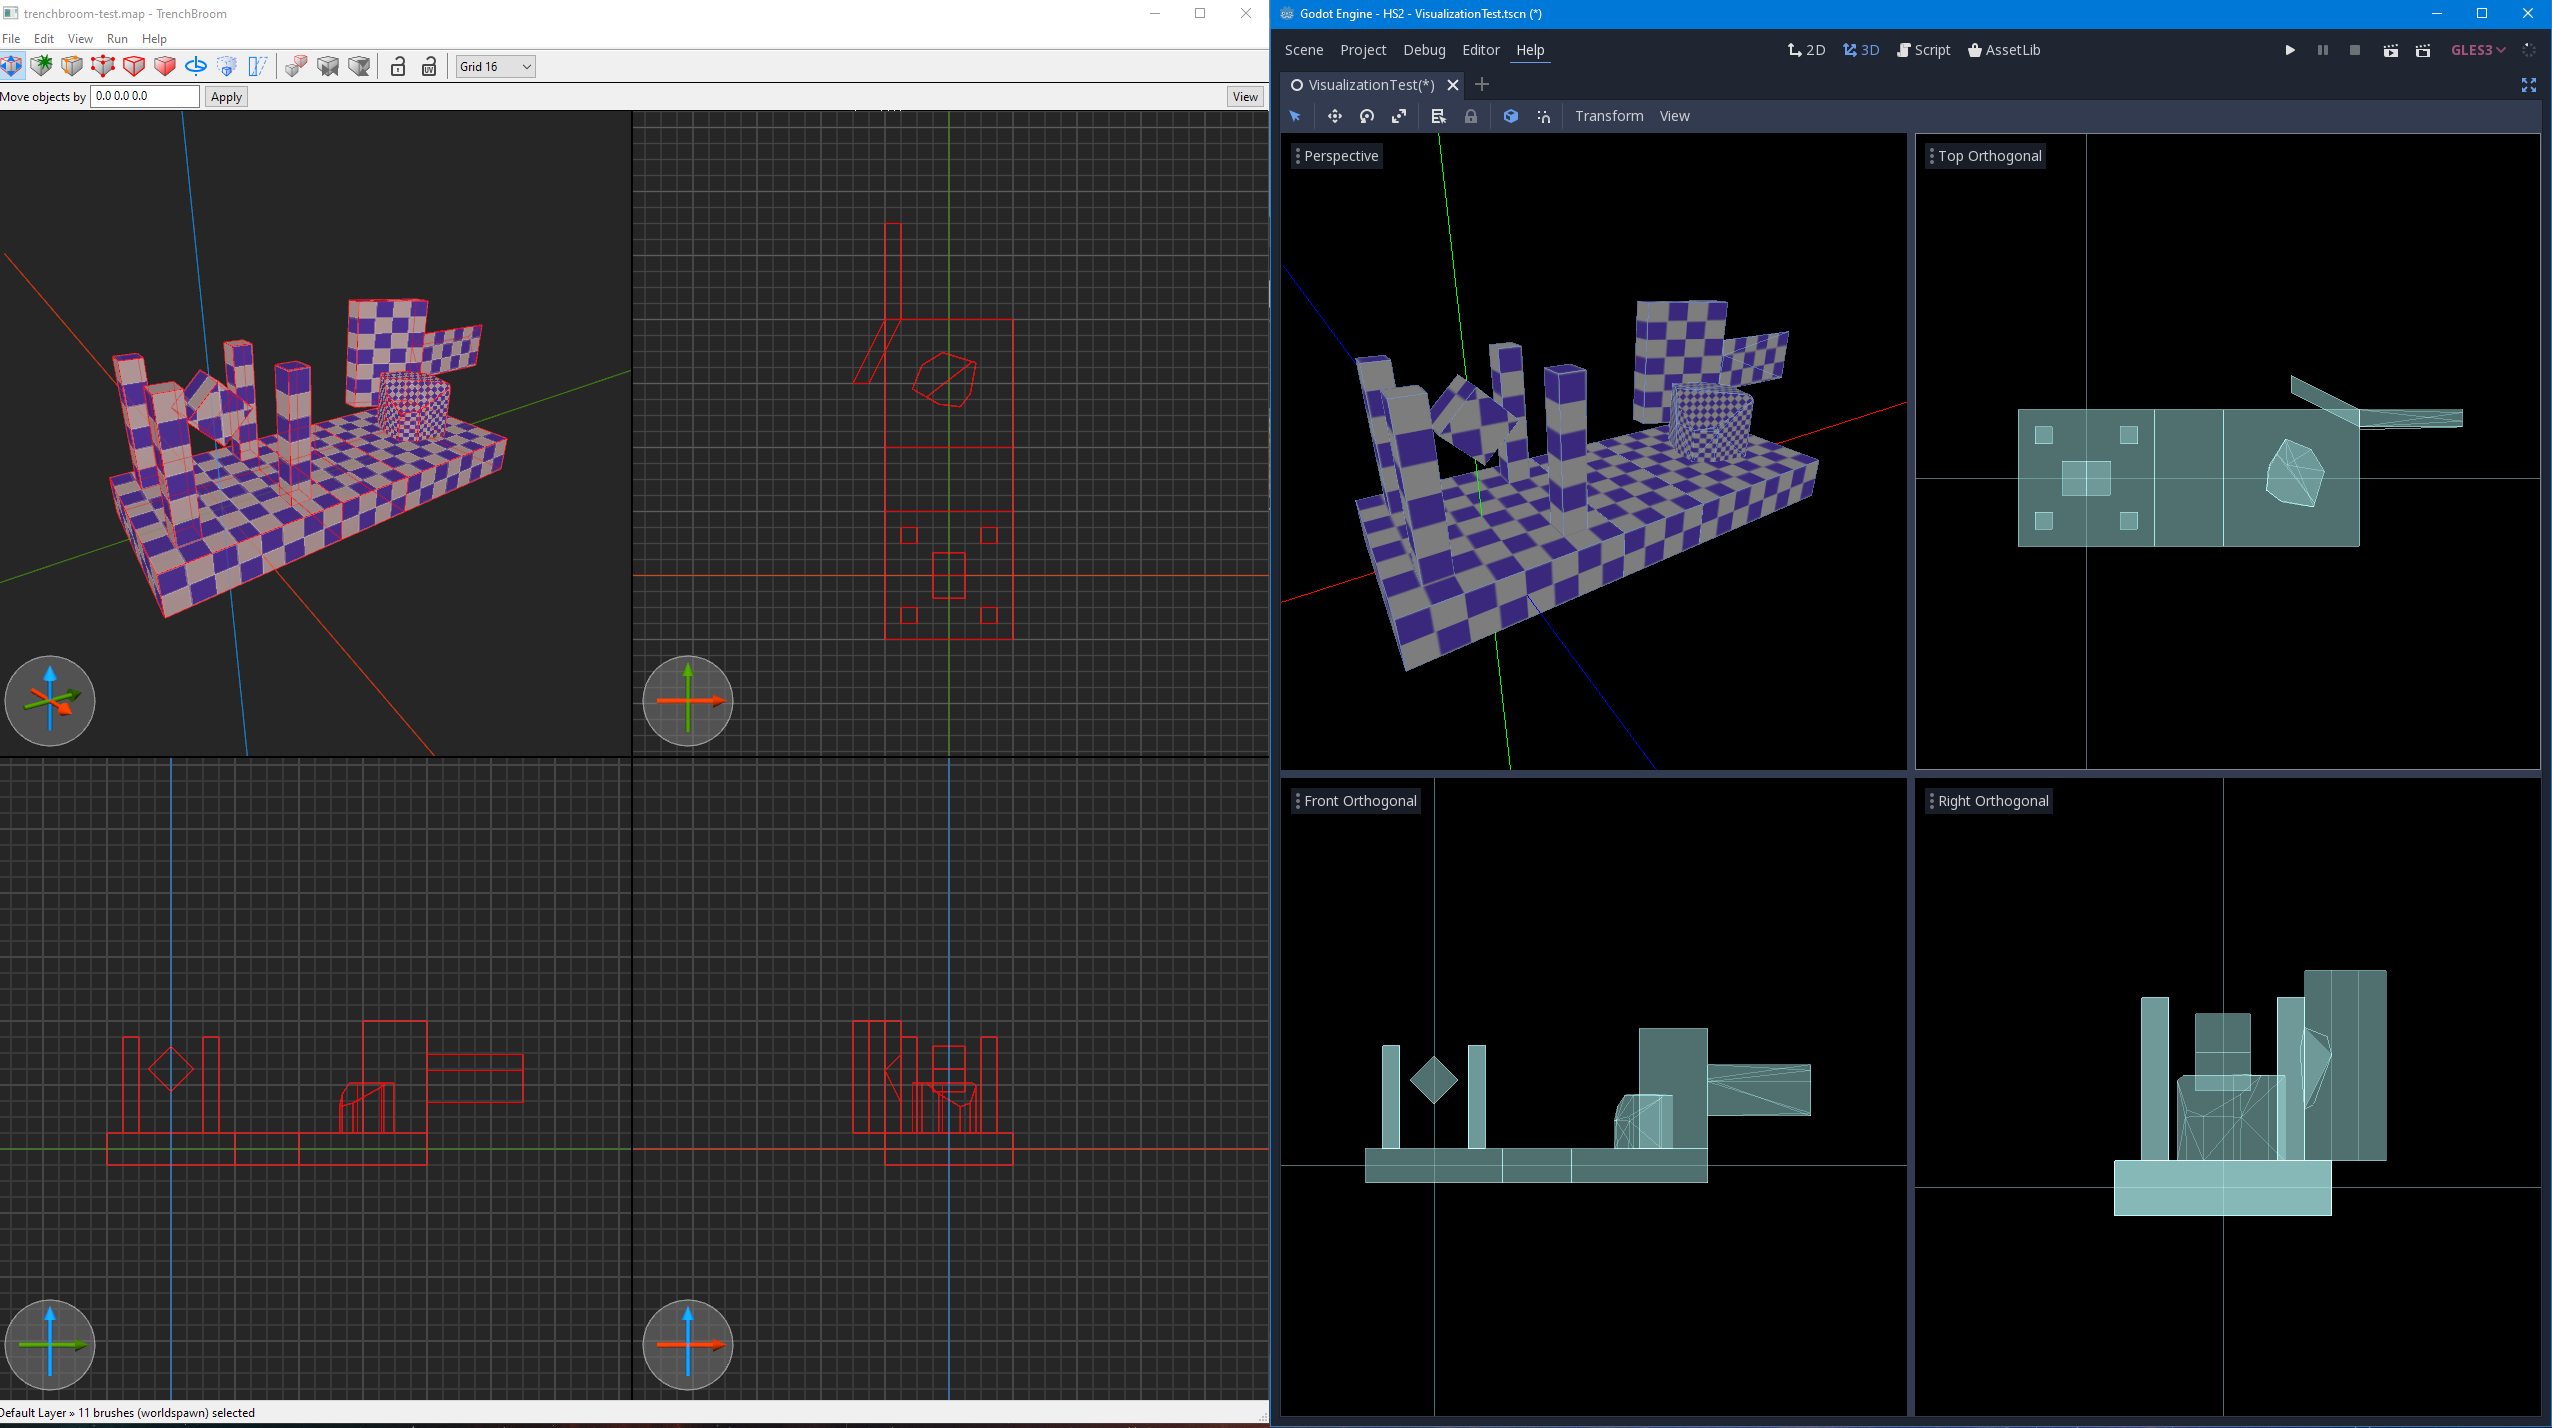 trenchbroom-test.map - TrenchBroom
File Edit View Run Help
Grid 16
Move objects by 0.0 0.0 0.0 Apply View
Default Layer » 11 brushes (worldspawn) selected
Godot Engine - HS2 - VisualizationTest.tscn (*)
Scene Project Debug Editor Help 2D 3D Script AssetLib GLES3
VisualizationTest(*)
Transform View
Perspective
Top Orthogonal
Front Orthogonal
Right Orthogonal